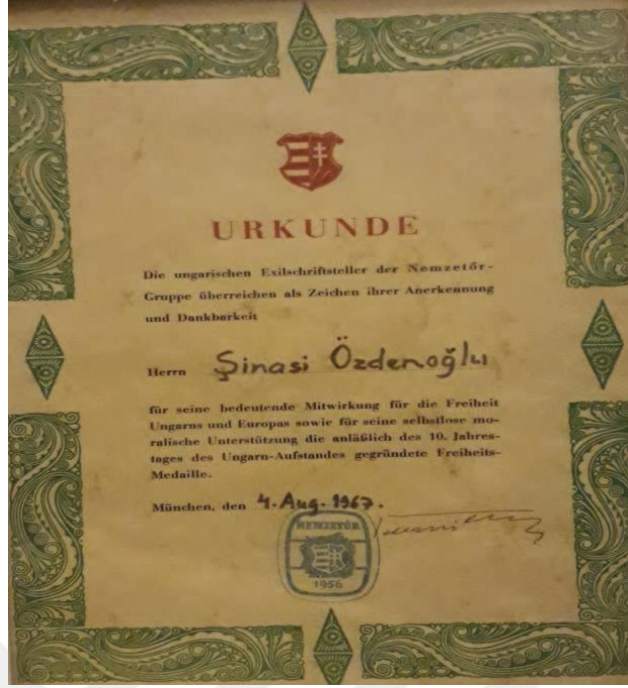 URKUNDE
Die ungarischen Exilschriftsteller der Nemzetőr-
Gruppe überreichen als Zeichen ihrer Anerkennung
und Dankbarkeit
Herrn Şinasi Özdenoğlu
für seine bedeutende Mitwirkung für die Freiheit
Ungarns und Europas sowie für seine selbstlose mo-
ralische Unterstützung die anläßlich des 10. Jahres-
tages des Ungarn-Aufstandes gegründete Freiheits-
Medaille.
München, den 4. Aug. 1967.
NEMZETŐR
1956